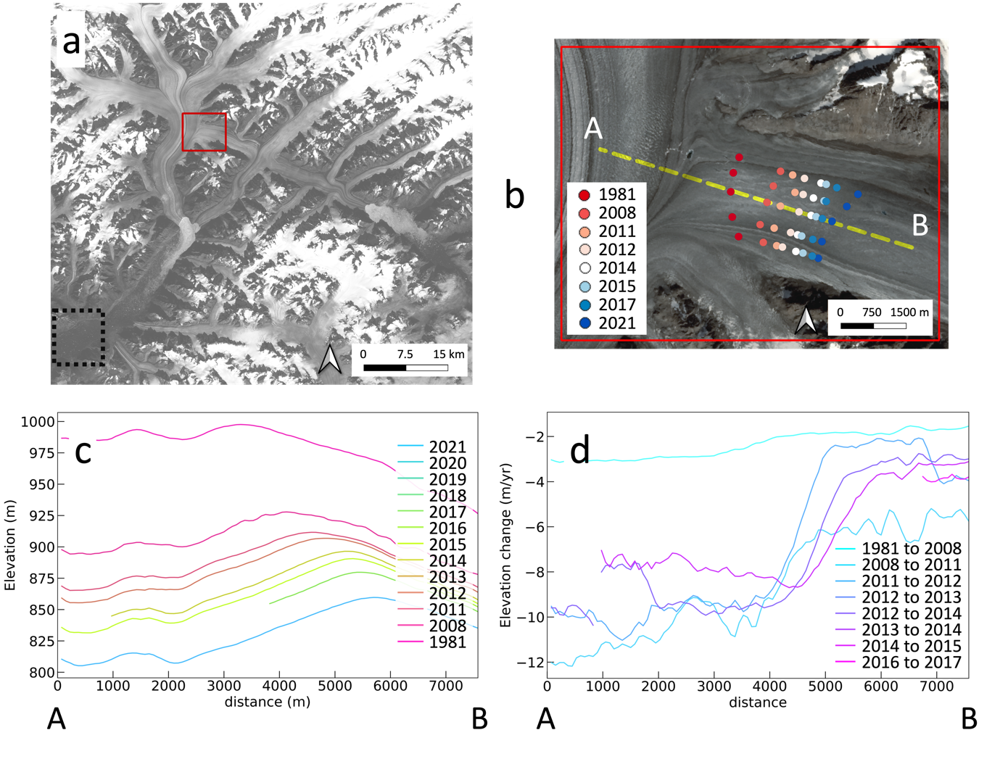 a
0 7.5 15 km
b
A
B
1981
2008
2011
2012
2014
2015
2017
2021
0 750 1500 m
c
Elevation (m)
1000
975
950
925
900
875
850
825
800
0 1000 2000 3000 4000 5000 6000 7000
distance (m)
A B
2021
2020
2019
2018
2017
2016
2015
2014
2013
2012
2011
2008
1981
d
Elevation change (m/yr)
−2
−4
−6
−8
−10
−12
0 1000 2000 3000 4000 5000 6000 7000
distance
A B
1981 to 2008
2008 to 2011
2011 to 2012
2012 to 2013
2012 to 2014
2013 to 2014
2014 to 2015
2016 to 2017